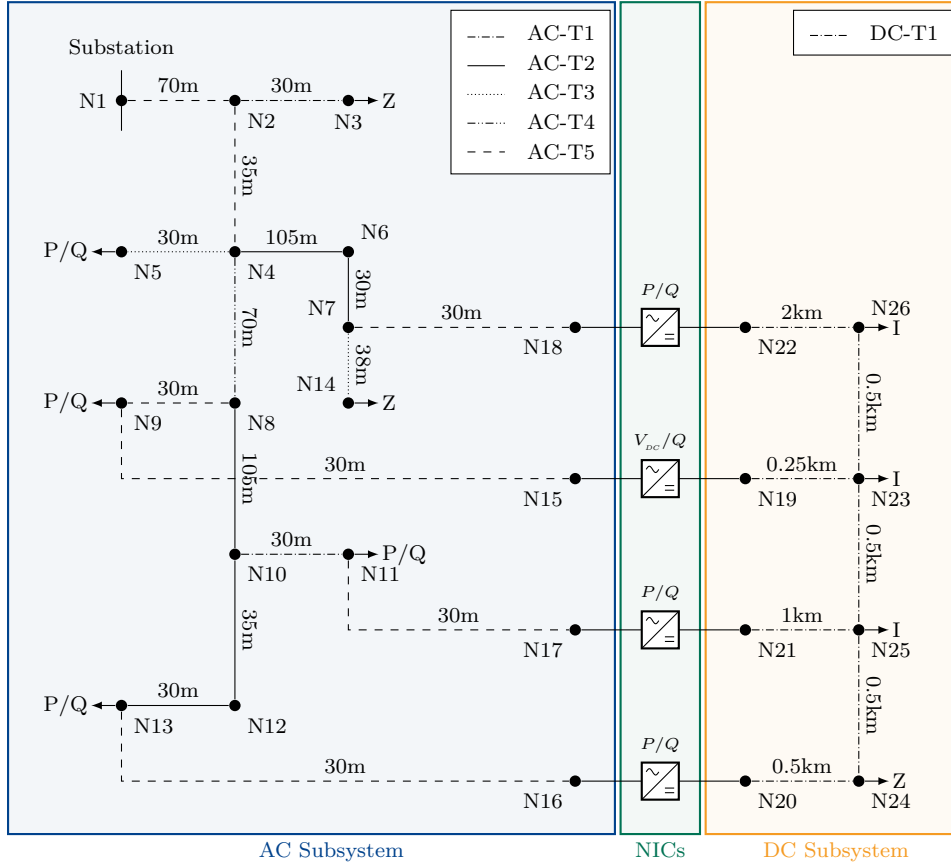 AC-T1
AC-T2
AC-T3
AC-T4
AC-T5
DC-T1
Substation
N1
70m
N2
30m
N3
Z
35m
P/Q
N5
30m
N4
105m
N6
30m
N7
70m
30m
N18
P/Q
N22
2km
N26
I
38m
N14
Z
0.5km
P/Q
N9
30m
N8
105m
30m
N15
V_DC/Q
N19
0.25km
N23
I
0.5km
N10
30m
N11
P/Q
35m
30m
N17
P/Q
N21
1km
N25
I
0.5km
P/Q
N13
30m
N12
30m
N16
P/Q
N20
0.5km
N24
Z
AC Subsystem
NICs
DC Subsystem